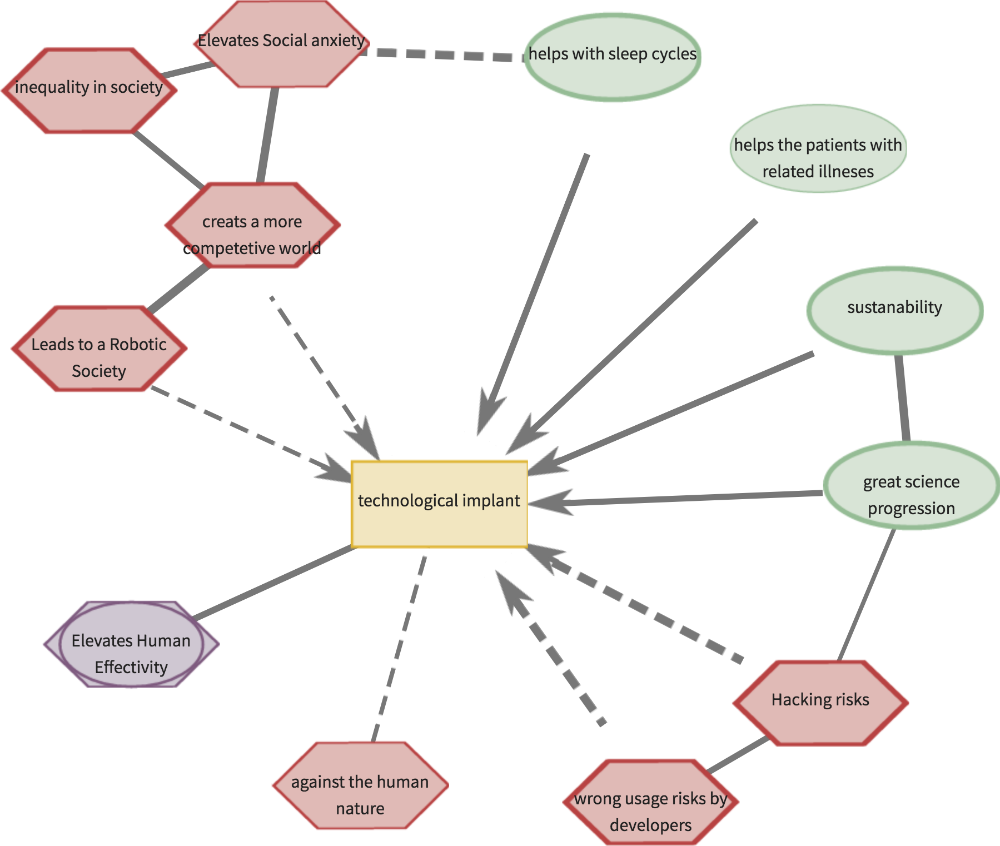 Elevates Social anxiety
helps with sleep cycles
inequality in society
helps the patients with
related illneses
creats a more
competetive world
sustanability
Leads to a Robotic
Society
great science
progression
technological implant
Elevates Human
Effectivity
Hacking risks
against the human
nature
wrong usage risks by
developers